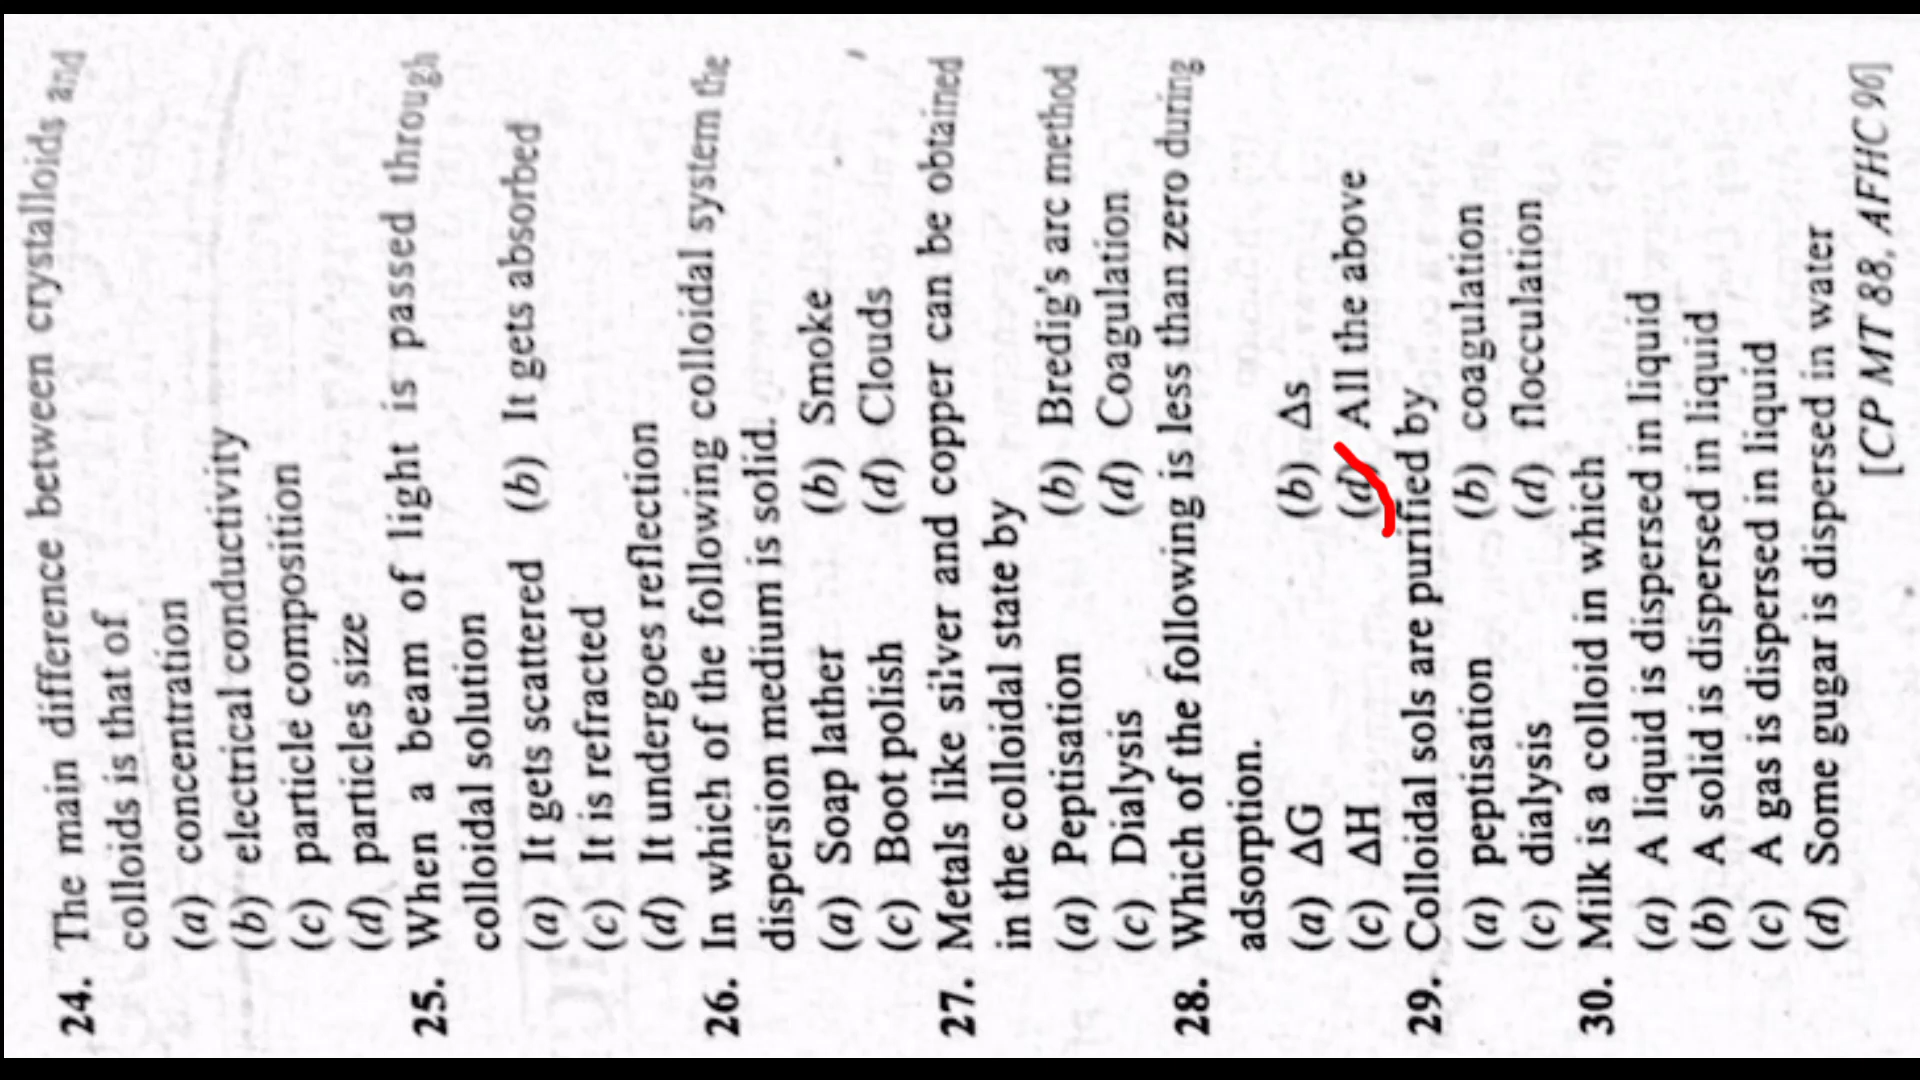 24. The main difference between crystalloids and
colloids is that of
(a) concentration
(b) electrical conductivity
(c) particle composition
(d) particles size
25. When a beam of light is passed through
colloidal solution
(a) It gets scattered (b) It gets absorbed
(c) It is refracted
(d) It undergoes reflection
26. In which of the following colloidal system the
dispersion medium is solid.
(a) Soap lather (b) Smoke
(c) Boot polish (d) Clouds
27. Metals like silver and copper can be obtained
in the colloidal state by
(a) Peptisation (b) Bredig's arc method
(c) Dialysis (d) Coagulation
28. Which of the following is less than zero during
adsorption.
(a) ΔG (b) Δs
(c) ΔH (d) All the above
29. Colloidal sols are purified by
(a) peptisation (b) coagulation
(c) dialysis (d) flocculation
30. Milk is a colloid in which
(a) A liquid is dispersed in liquid
(b) A solid is dispersed in liquid
(c) A gas is dispersed in liquid
(d) Some gugar is dispersed in water
[CP MT 88, AFHC 96]